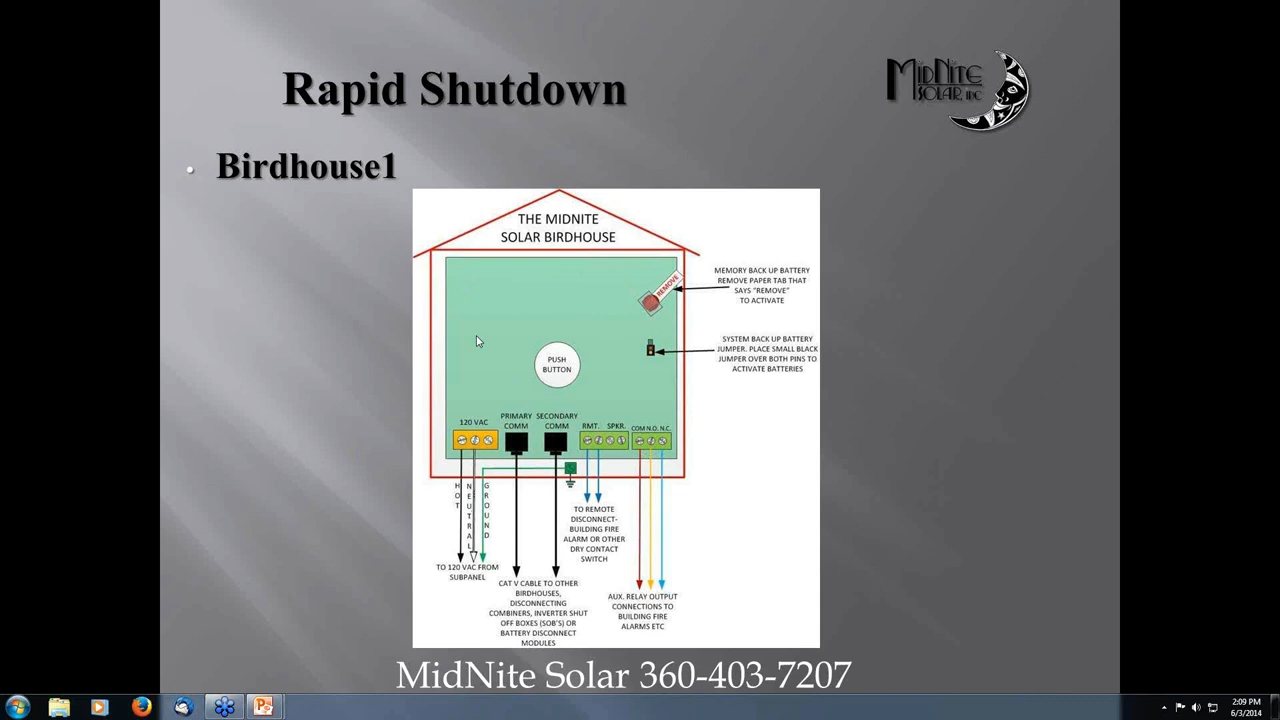 Rapid Shutdown
MIDNITE
SOLAR, INC
Birdhouse1
THE MIDNITE
SOLAR BIRDHOUSE
REMOVE
MEMORY BACK UP BATTERY
REMOVE PAPER TAB THAT
SAYS "REMOVE"
TO ACTIVATE
SYSTEM BACK UP BATTERY
JUMPER. PLACE SMALL BLACK
JUMPER OVER BOTH PINS TO
ACTIVATE BATTERIES
PUSH
BUTTON
120 VAC
PRIMARY
COMM
SECONDARY
COMM
RMT. SPKR.
COM N.O. N.C.
HOT
NEUTRAL
GROUND
TO 120 VAC FROM
SUBPANEL
CAT V CABLE TO OTHER
BIRDHOUSES,
DISCONNECTING
COMBINERS, INVERTER SHUT
OFF BOXES (SOB'S) OR
BATTERY DISCONNECT
MODULES
TO REMOTE
DISCONNECT-
BUILDING FIRE
ALARM OR OTHER
DRY CONTACT
SWITCH
AUX. RELAY OUTPUT
CONNECTIONS TO
BUILDING FIRE
ALARMS ETC
MidNite Solar 360-403-7207
2:09 PM
6/3/2014